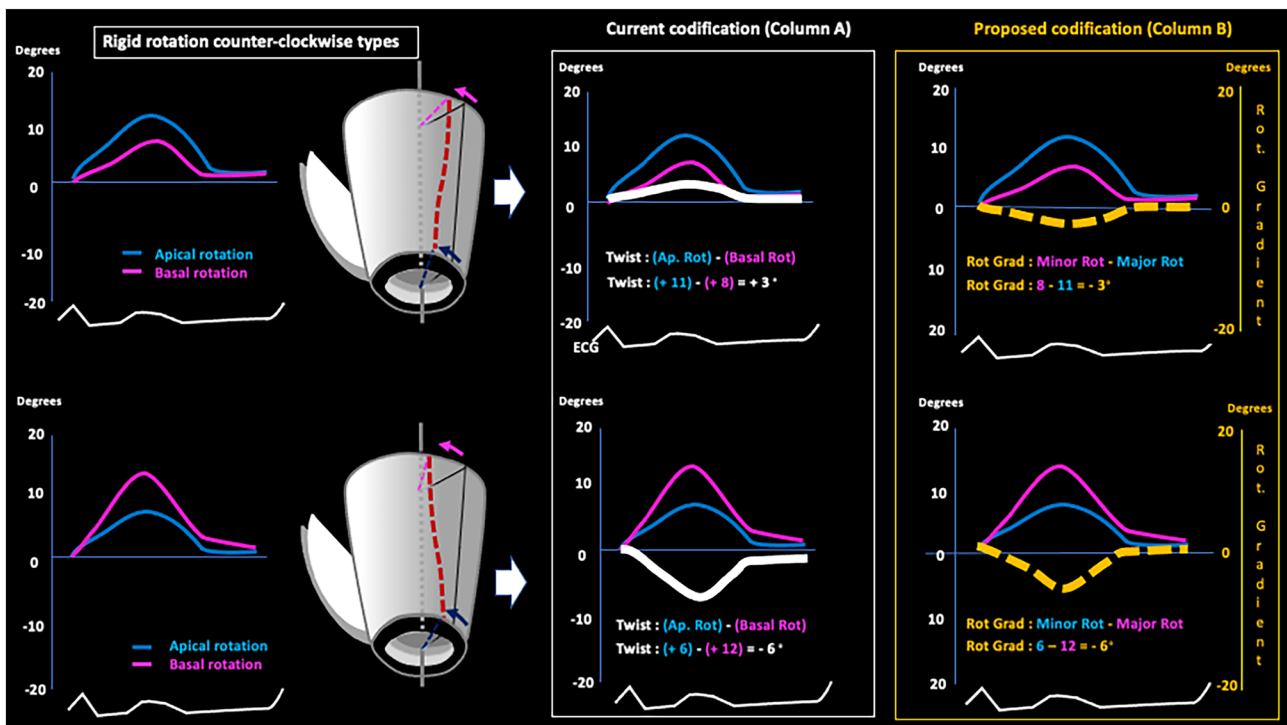 Rigid rotation counter-clockwise types
Current codification (Column A)
Proposed codification (Column B)
Degrees
20
10
0
-10
-20
Apical rotation
Basal rotation
Degrees
20
10
0
-10
-20
ECG
Twist : (Ap. Rot) - (Basal Rot)
Twist : (+ 11) - (+ 8) = + 3°
Degrees
20
10
0
10
20
Rot Grad : Minor Rot - Major Rot
Rot Grad : 8 - 11 = - 3°
Degrees
20
0
-20
Rot. Gradient
Degrees
20
10
0
-10
-20
Apical rotation
Basal rotation
Degrees
20
10
0
-10
-20
Twist : (Ap. Rot) - (Basal Rot)
Twist : (+ 6) - (+ 12) = - 6°
Degrees
20
10
0
10
20
Rot Grad : Minor Rot - Major Rot
Rot Grad : 6 – 12 = - 6°
Degrees
20
0
-20
Rot. Gradient